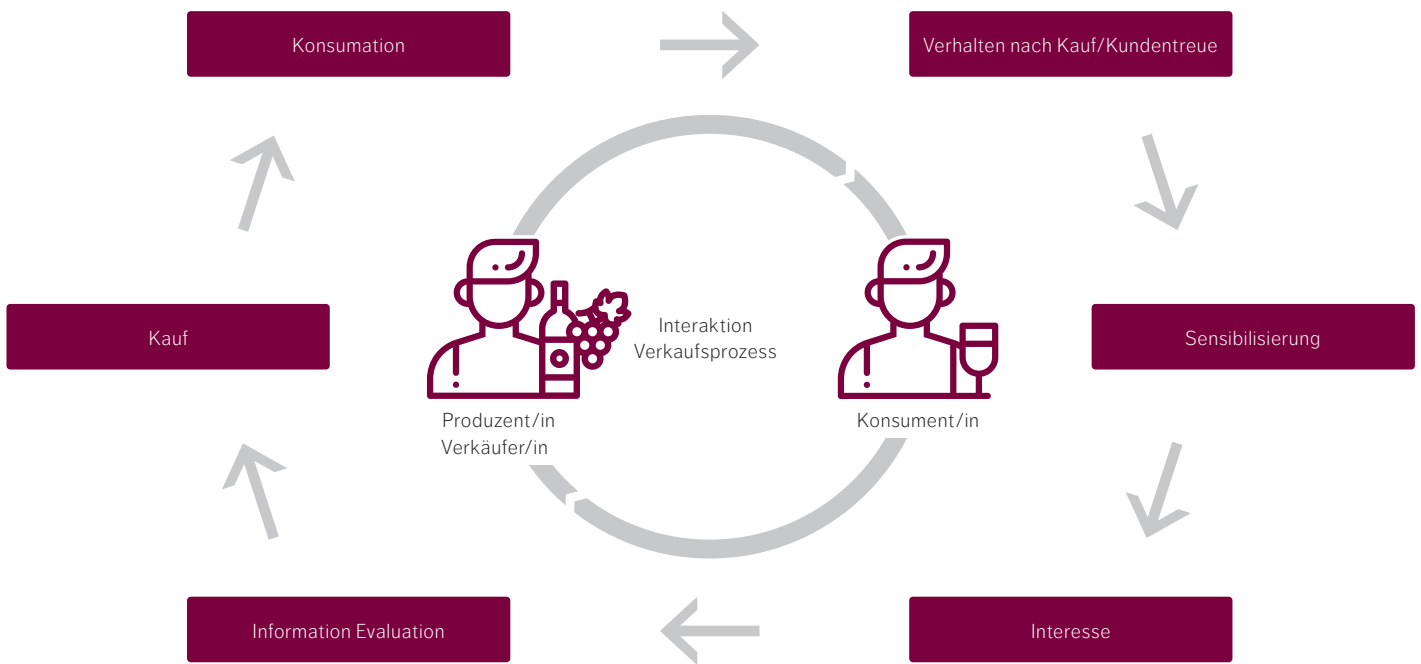 Konsumation
Verhalten nach Kauf/Kundentreue
Interaktion
Verkaufsprozess
Kauf
Sensibilisierung
Produzent/in
Verkäufer/in
Konsument/in
Information Evaluation
Interesse